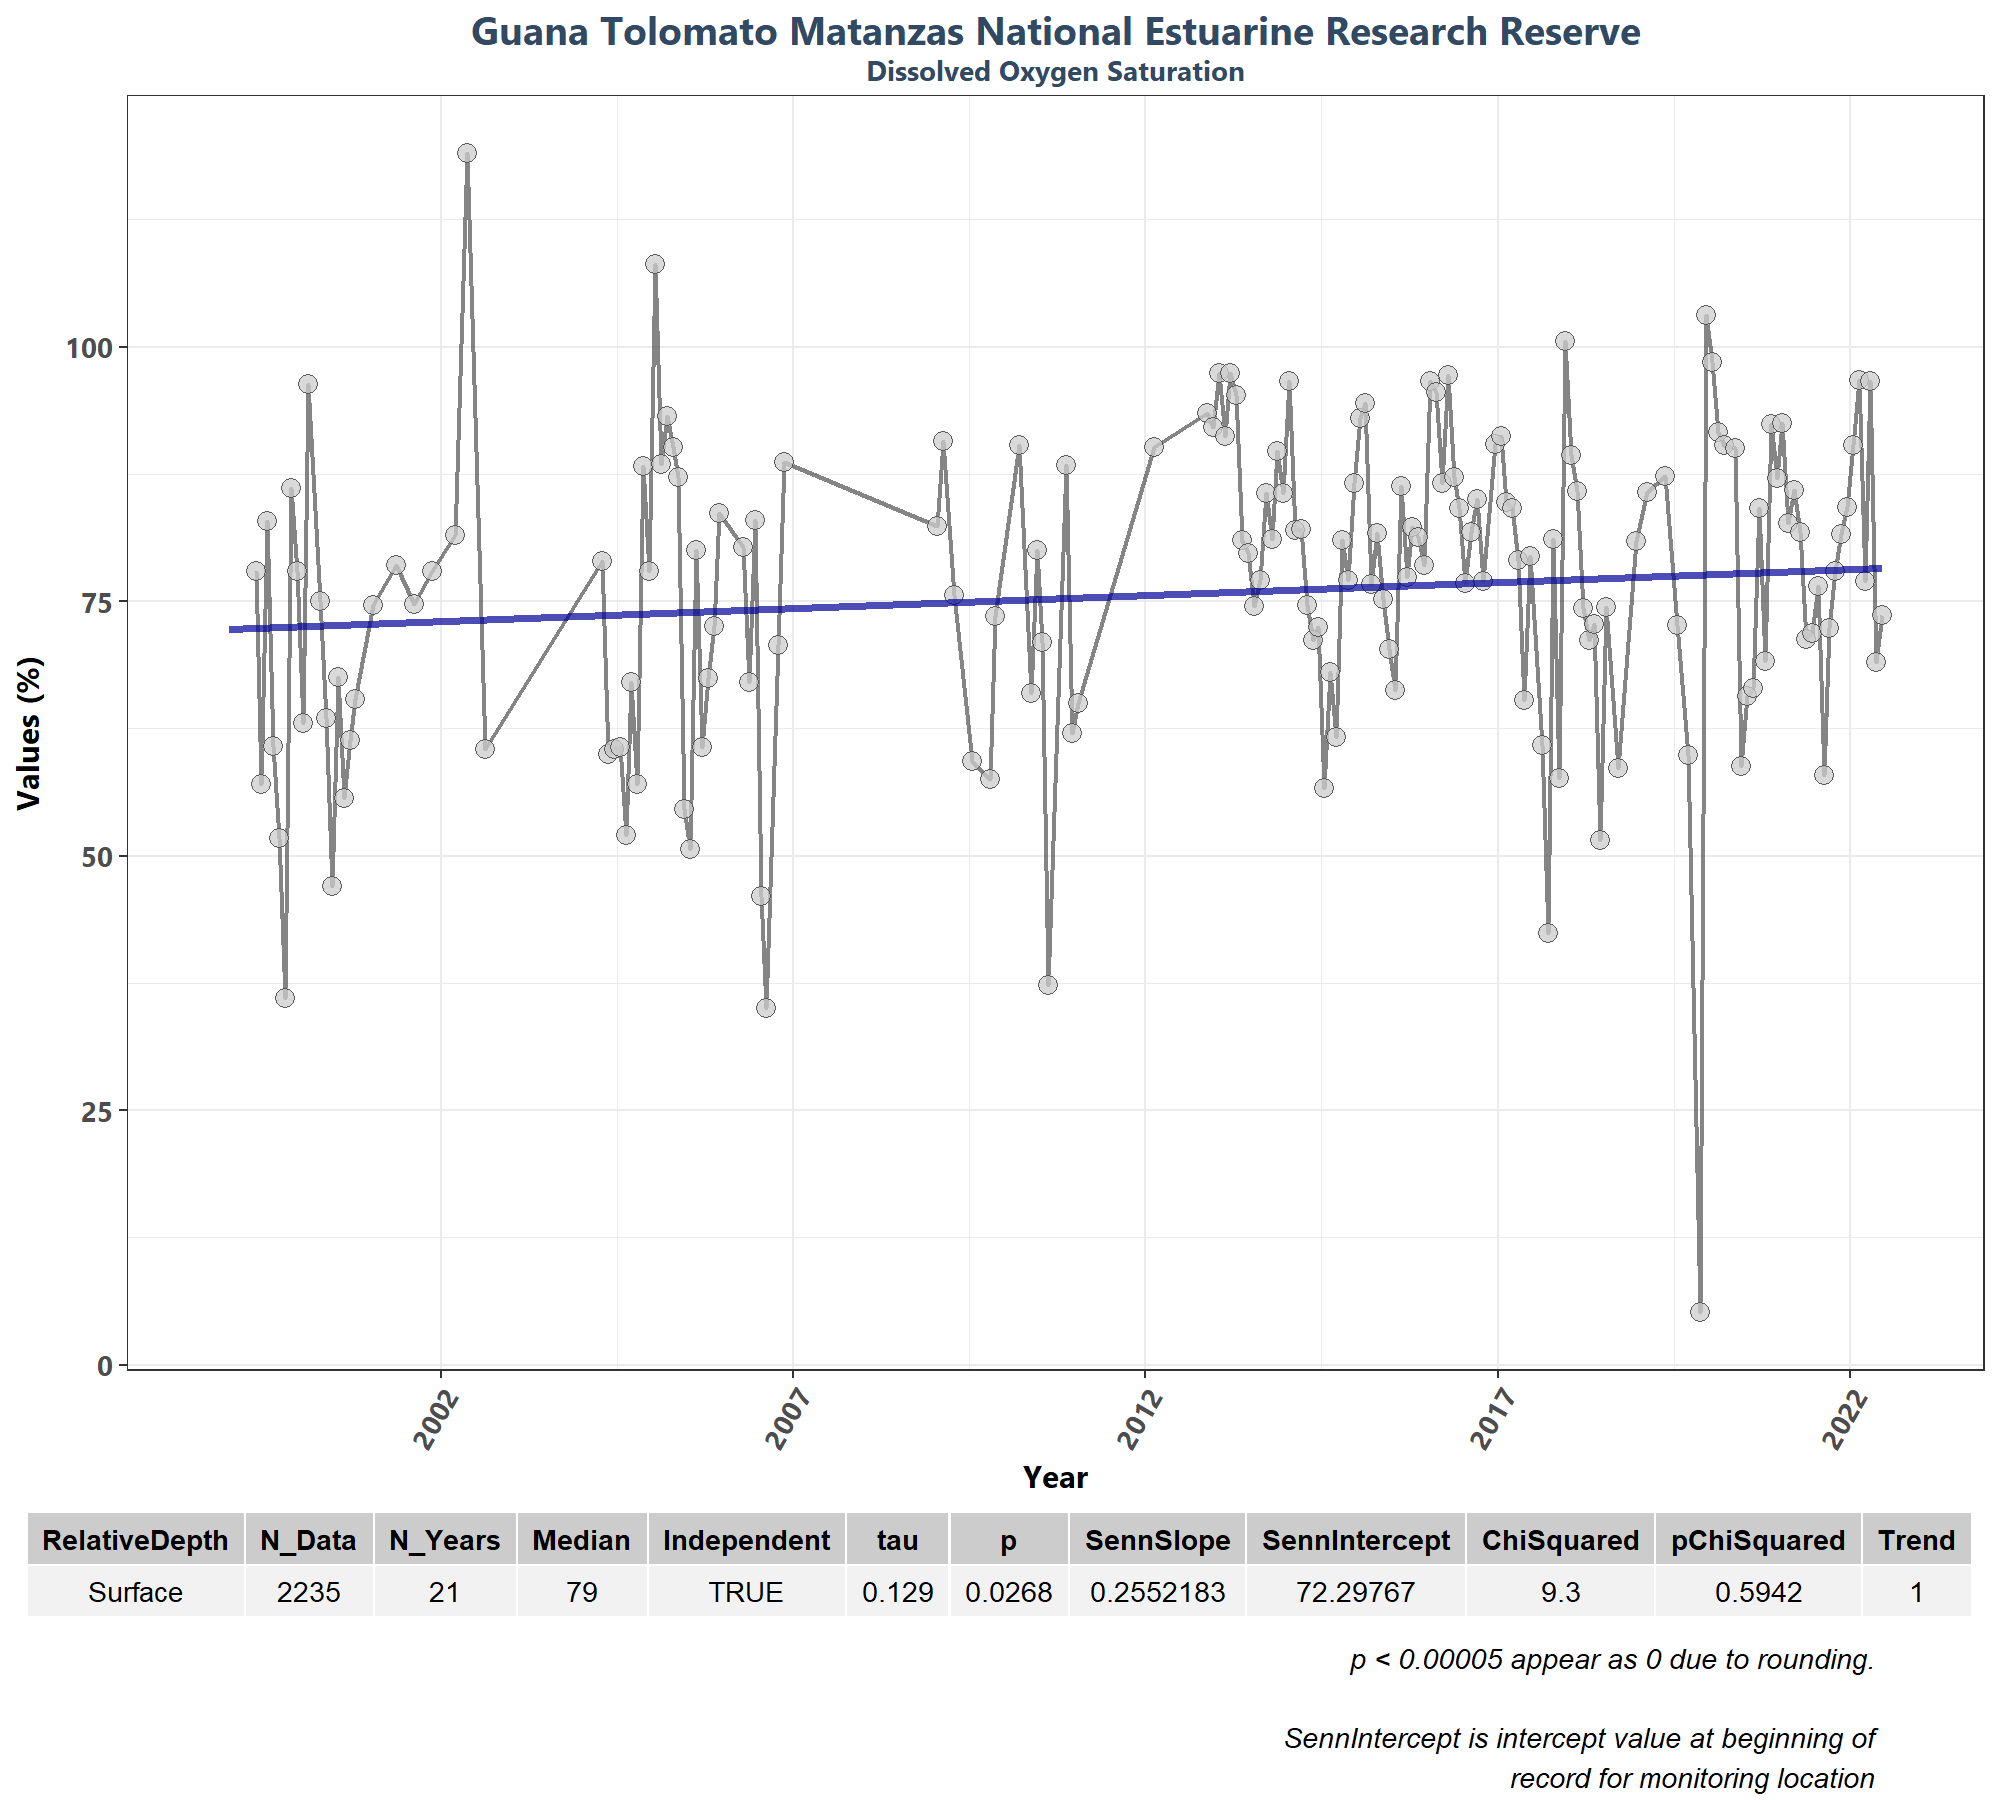 Guana Tolomato Matanzas National Estuarine Research Reserve
Dissolved Oxygen Saturation
Values (%)
100
75
50
25
0
2002 2007 2012 2017 2022
Year
RelativeDepth N_Data N_Years Median Independent tau p SennSlope SennIntercept ChiSquared pChiSquared Trend
Surface 2235 21 79 TRUE 0.129 0.0268 0.2552183 72.29767 9.3 0.5942 1
p < 0.00005 appear as 0 due to rounding.
SennIntercept is intercept value at beginning of
record for monitoring location